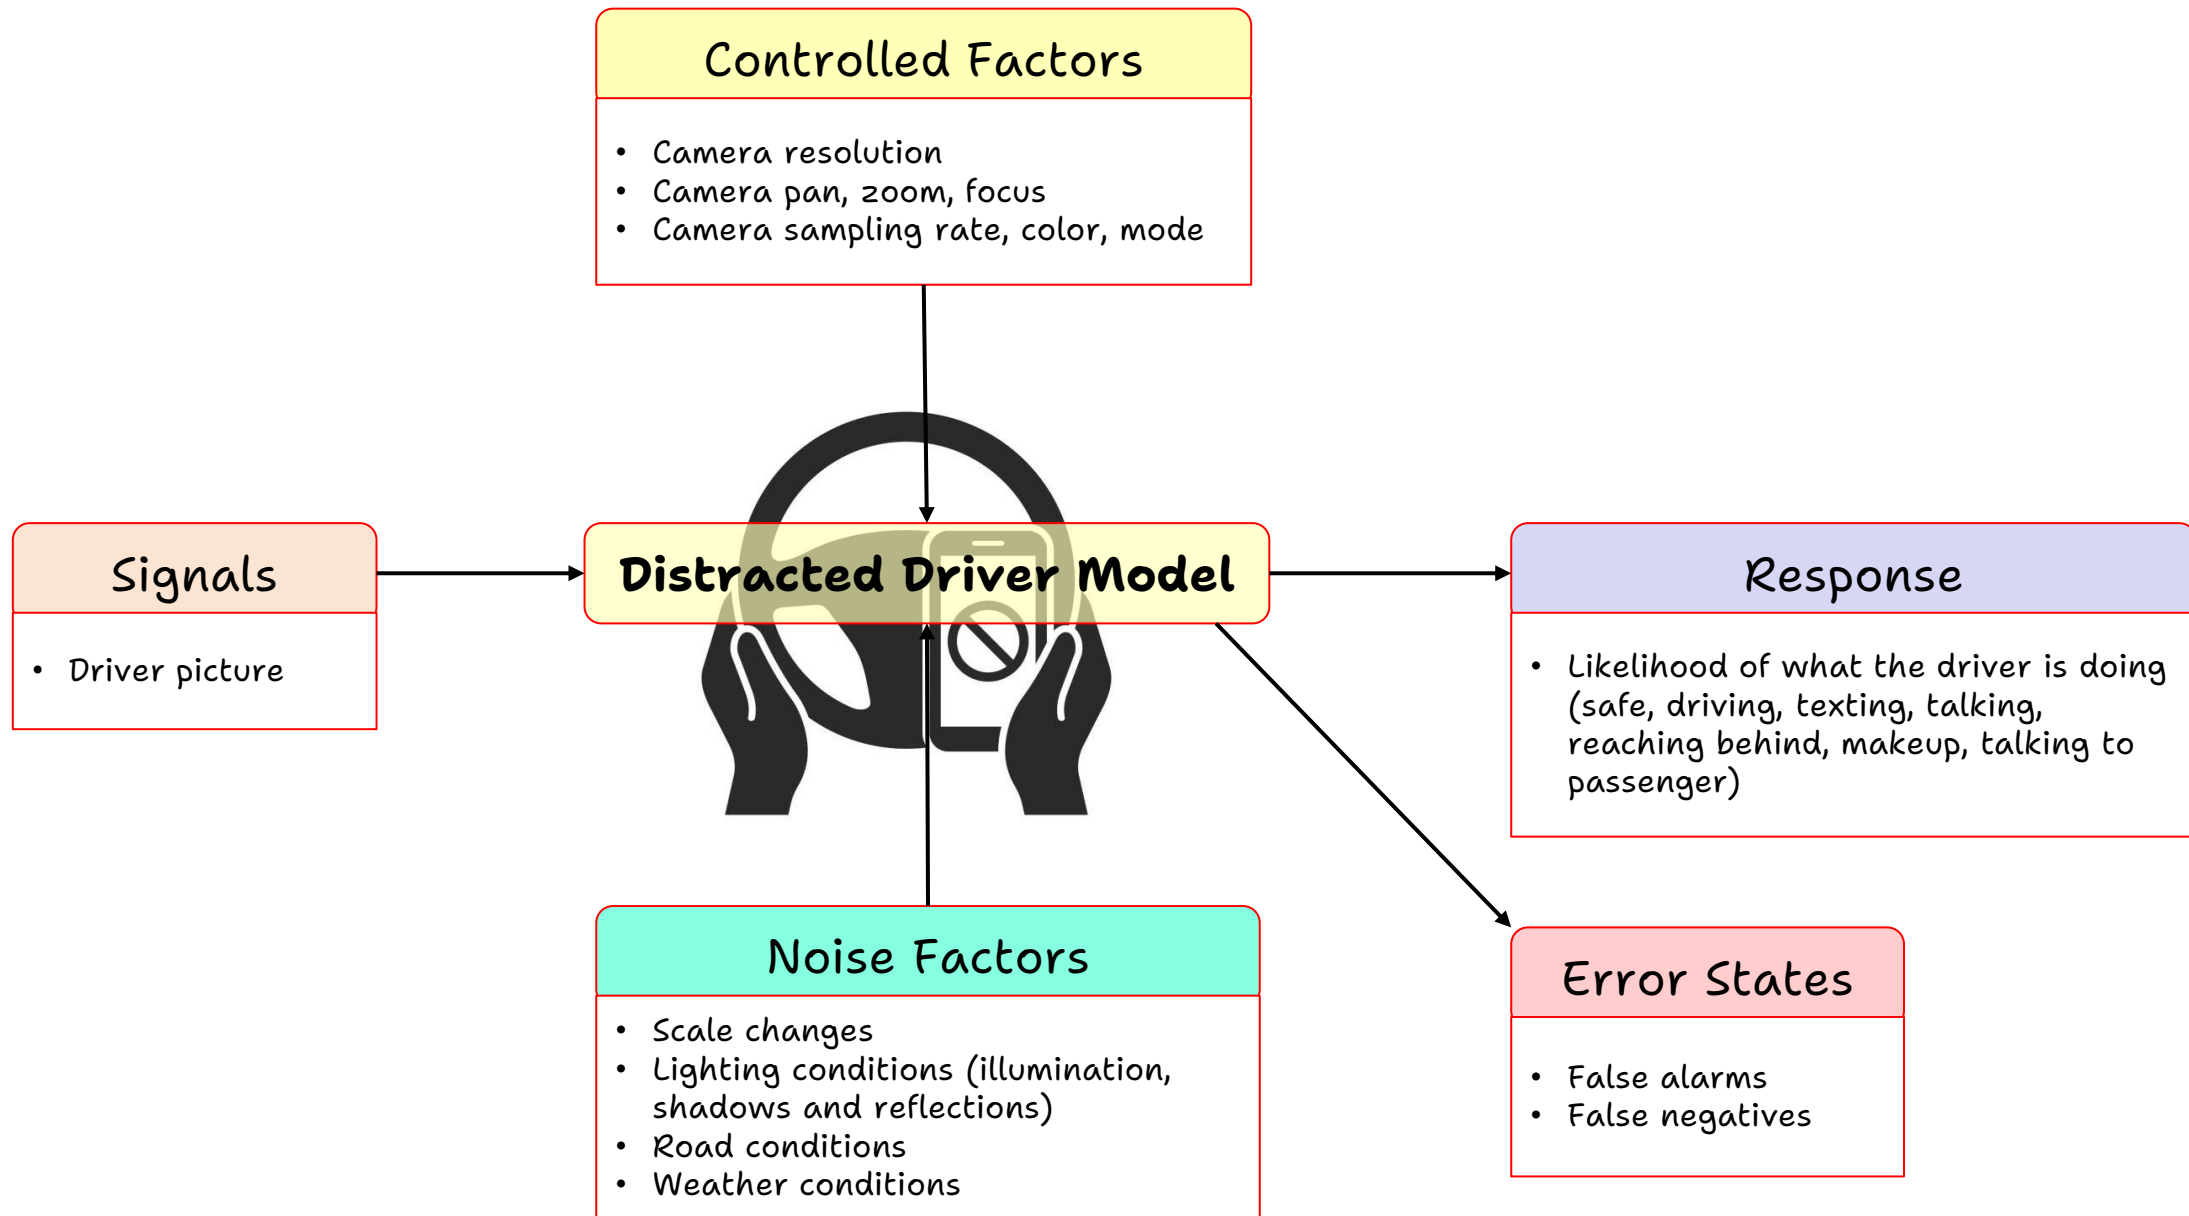 Controlled Factors
• Camera resolution
• Camera pan, zoom, focus
• Camera sampling rate, color, mode
Signals
• Driver picture
Distracted Driver Model
Response
• Likelihood of what the driver is doing
(safe, driving, texting, talking,
reaching behind, makeup, talking to
passenger)
Noise Factors
• Scale changes
• Lighting conditions (illumination,
shadows and reflections)
• Road conditions
• Weather conditions
Error States
• False alarms
• False negatives